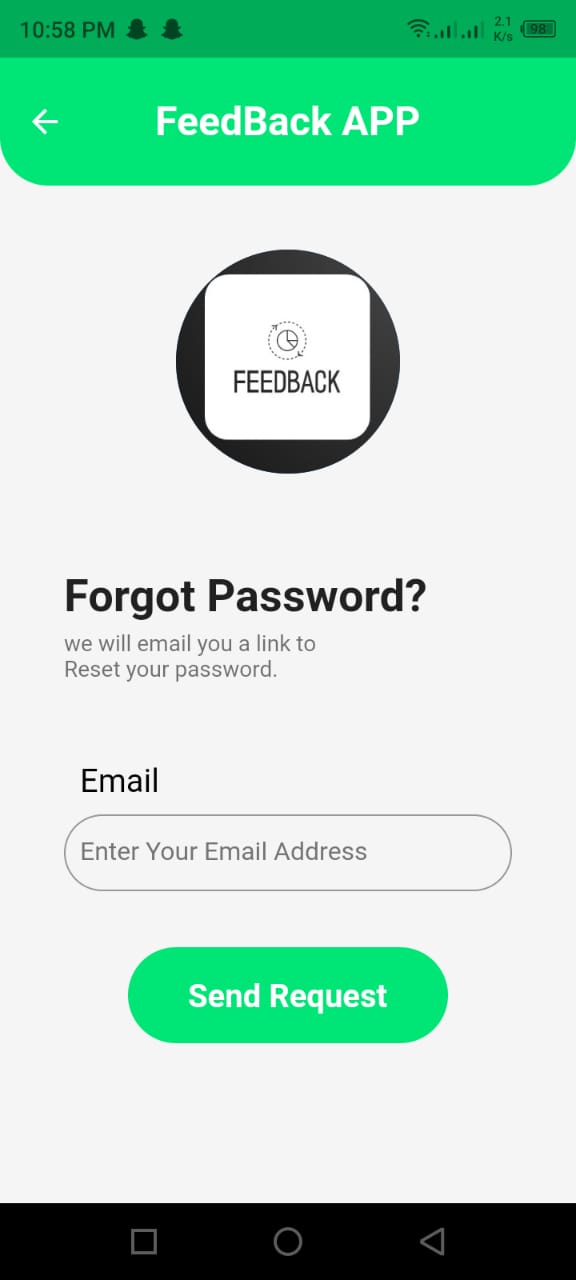 10:58 PM
2.1
K/s
98
FeedBack APP
FEEDBACK
Forgot Password?
we will email you a link to
Reset your password.
Email
Enter Your Email Address
Send Request